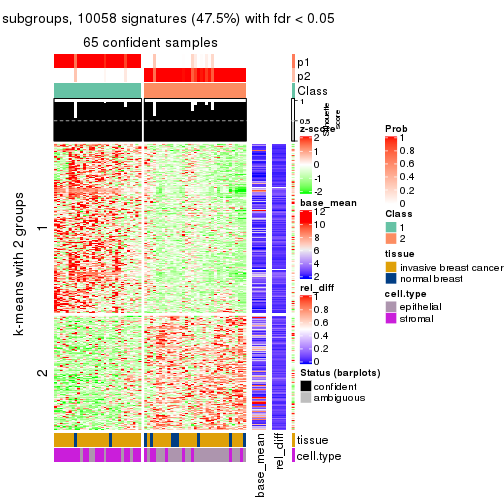 subgroups, 10058 signatures (47.5%) with fdr < 0.05
65 confident samples
p1
p2
Class
1
0.5
Silhouette
score
k-means with 2 groups
1
2
z-score
2
1
0
-1
-2
base_mean
12
10
8
6
4
2
rel_diff
1
0.8
0.6
0.4
0.2
0
Status (barplots)
confident
ambiguous
Prob
1
0.8
0.6
0.4
0.2
0
Class
1
2
tissue
invasive breast cancer
normal breast
cell.type
epithelial
stromal
tissue
cell.type
base_mean
rel_diff